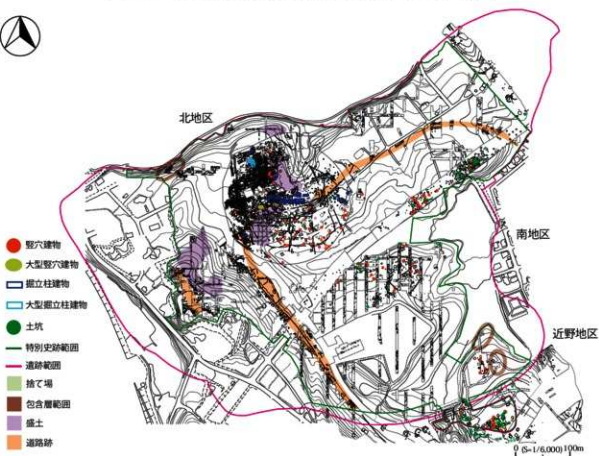 北地区
南地区
近野地区
竪穴建物
大型竪穴建物
掘立柱建物
大型掘立柱建物
土坑
特別史跡範囲
遺跡範囲
捨て場
包含層範囲
盛土
道路跡
0 (S=1/6,000) 100m